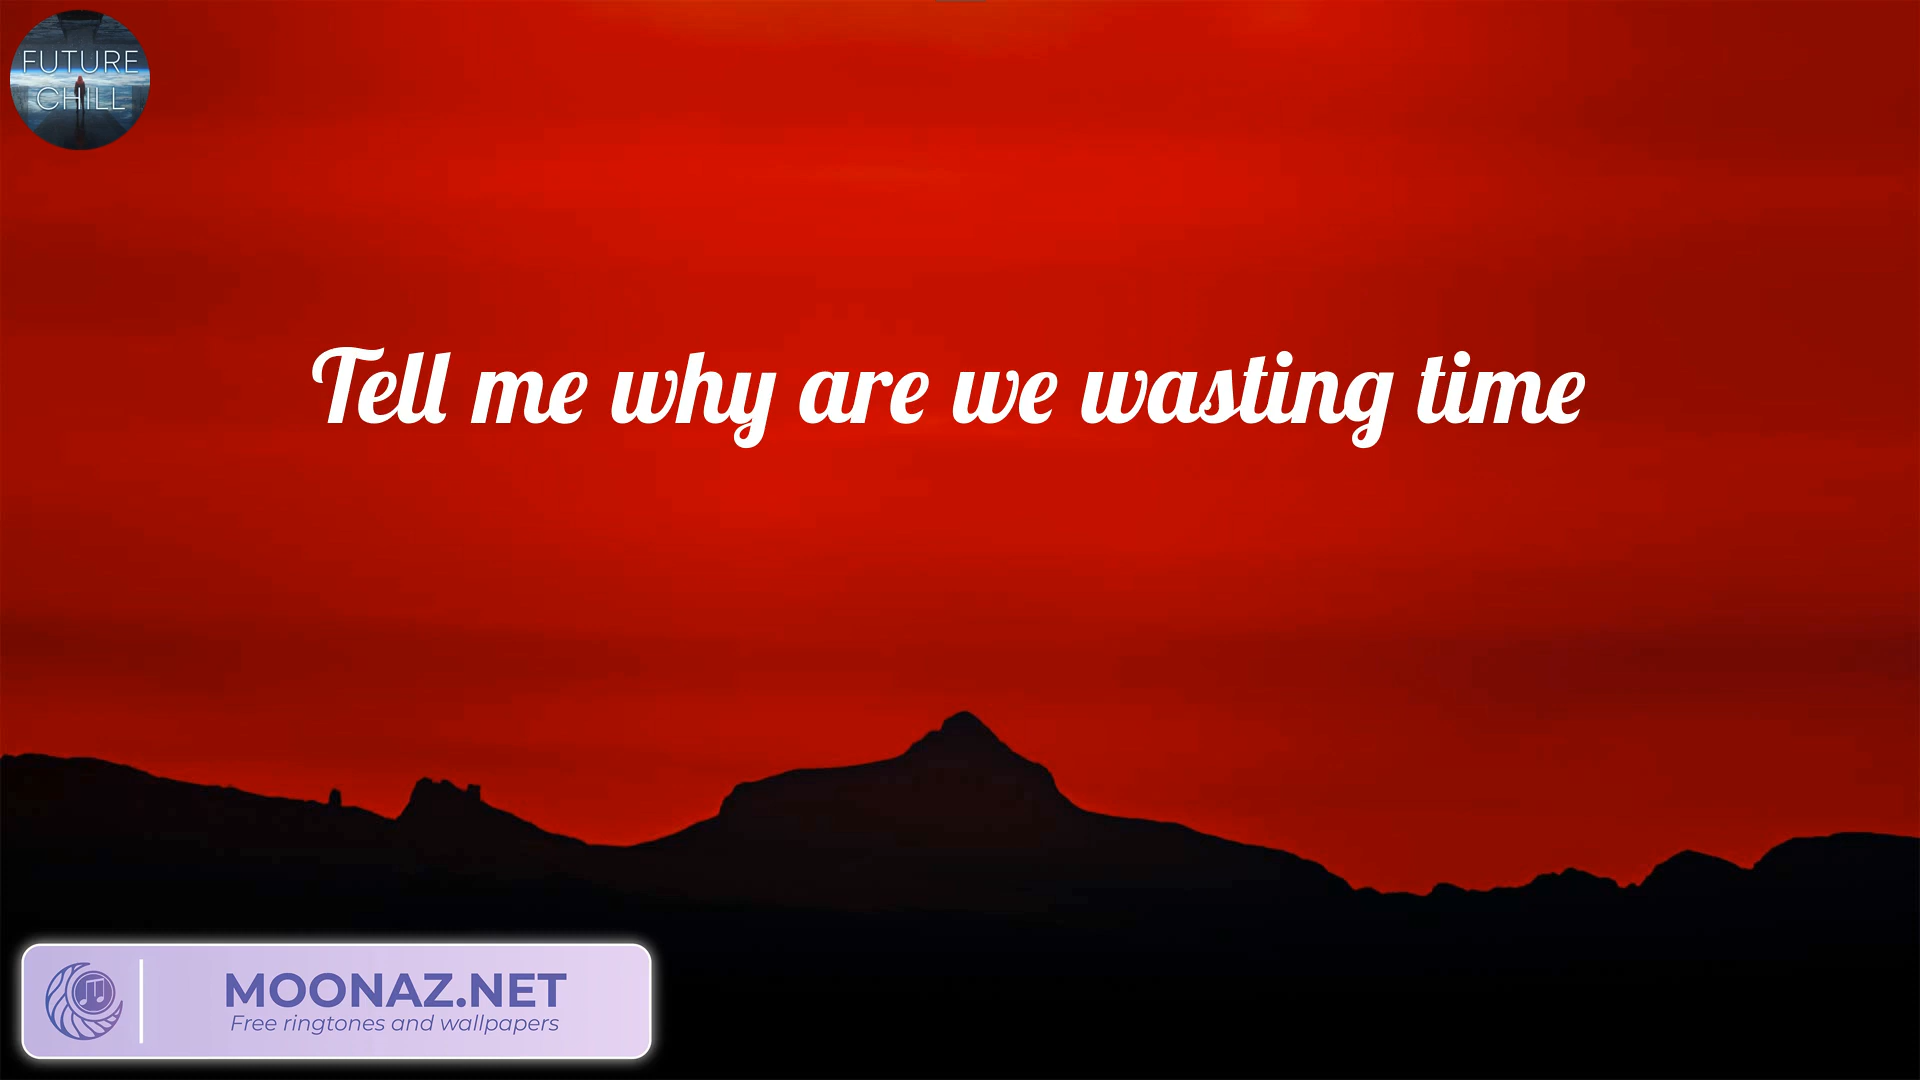 FUTURE
CHILL
Tell me why are we wasting time
MOONAZ.NET
Free ringtones and wallpapers